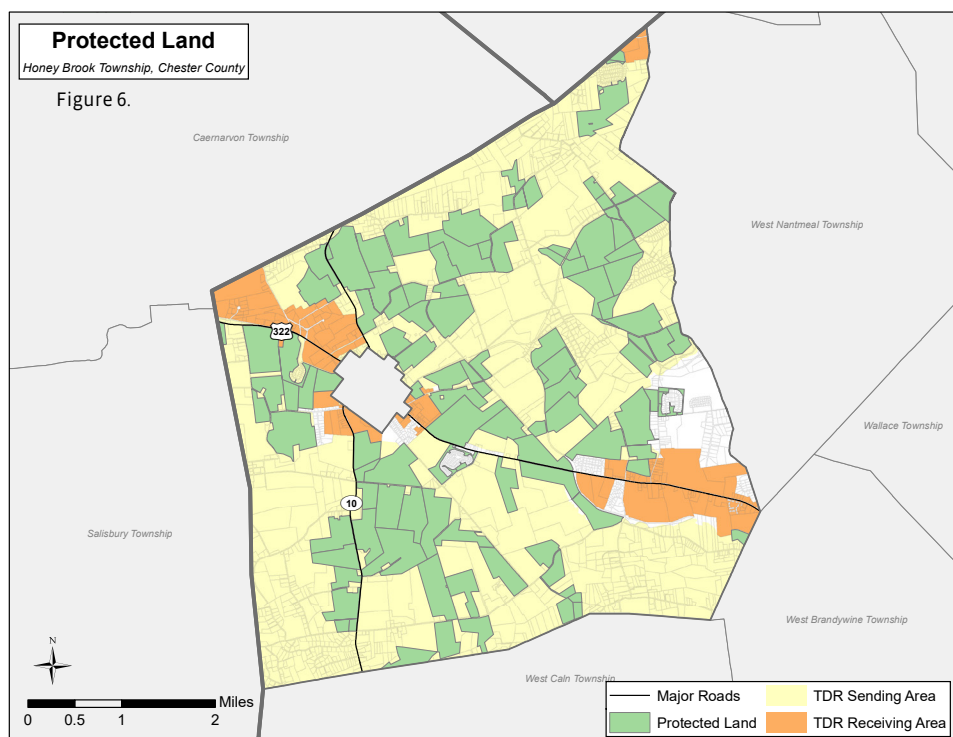 Protected Land
Honey Brook Township, Chester County
Figure 6.
Caernarvon Township
West Nantmeal Township
322
Wallace Township
10
Salisbury Township
West Brandywine Township
West Caln Township
N
Miles
0 0.5 1 2
Major Roads
TDR Sending Area
Protected Land
TDR Receiving Area